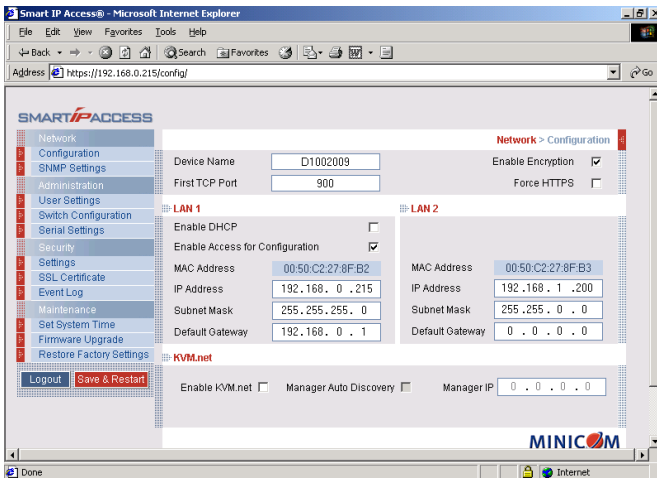 Smart IP Access® - Microsoft Internet Explorer
File Edit View Favorites Tools Help
Back Search Favorites
Address https://192.168.0.215/config/ Go
SMART IP ACCESS
Network
Configuration
SNMP Settings
Administration
User Settings
Switch Configuration
Serial Settings
Security
Settings
SSL Certificate
Event Log
Maintenance
Set System Time
Firmware Upgrade
Restore Factory Settings
Logout Save & Restart
Network > Configuration
Device Name D1002009 Enable Encryption
First TCP Port 900 Force HTTPS
LAN 1
Enable DHCP
Enable Access for Configuration
MAC Address 00:50:C2:27:8F:B2
IP Address 192.168. 0 .215
Subnet Mask 255.255.255. 0
Default Gateway 192.168. 0 . 1
LAN 2
MAC Address 00:50:C2:27:8F:B3
IP Address 192.168. 1 .200
Subnet Mask 255.255. 0 . 0
Default Gateway 0 . 0 . 0 . 0
KVM.net
Enable KVM.net Manager Auto Discovery Manager IP 0 . 0 . 0 . 0
MINICOM
Done Internet